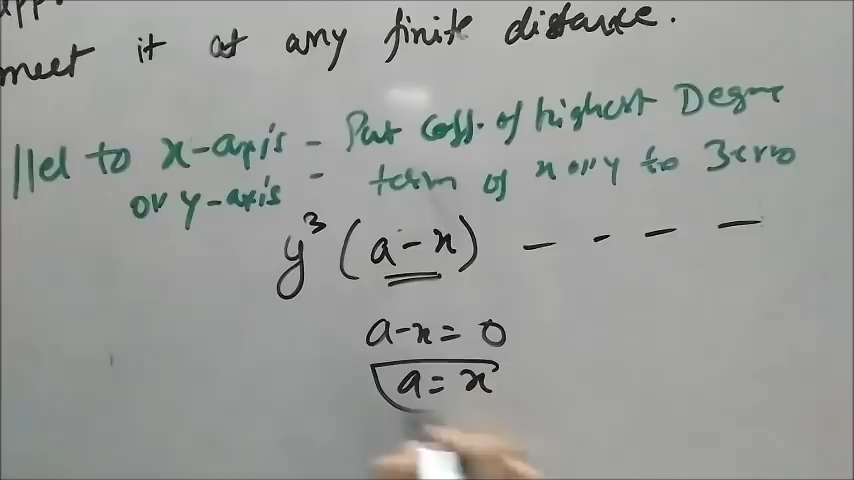 meet it at any finite distance.
||el to x-axis - Put coff. of highest Degree
or y-axis - term of x or y to Zero
y³ (a-x) - - - -
a-x = 0
a = x